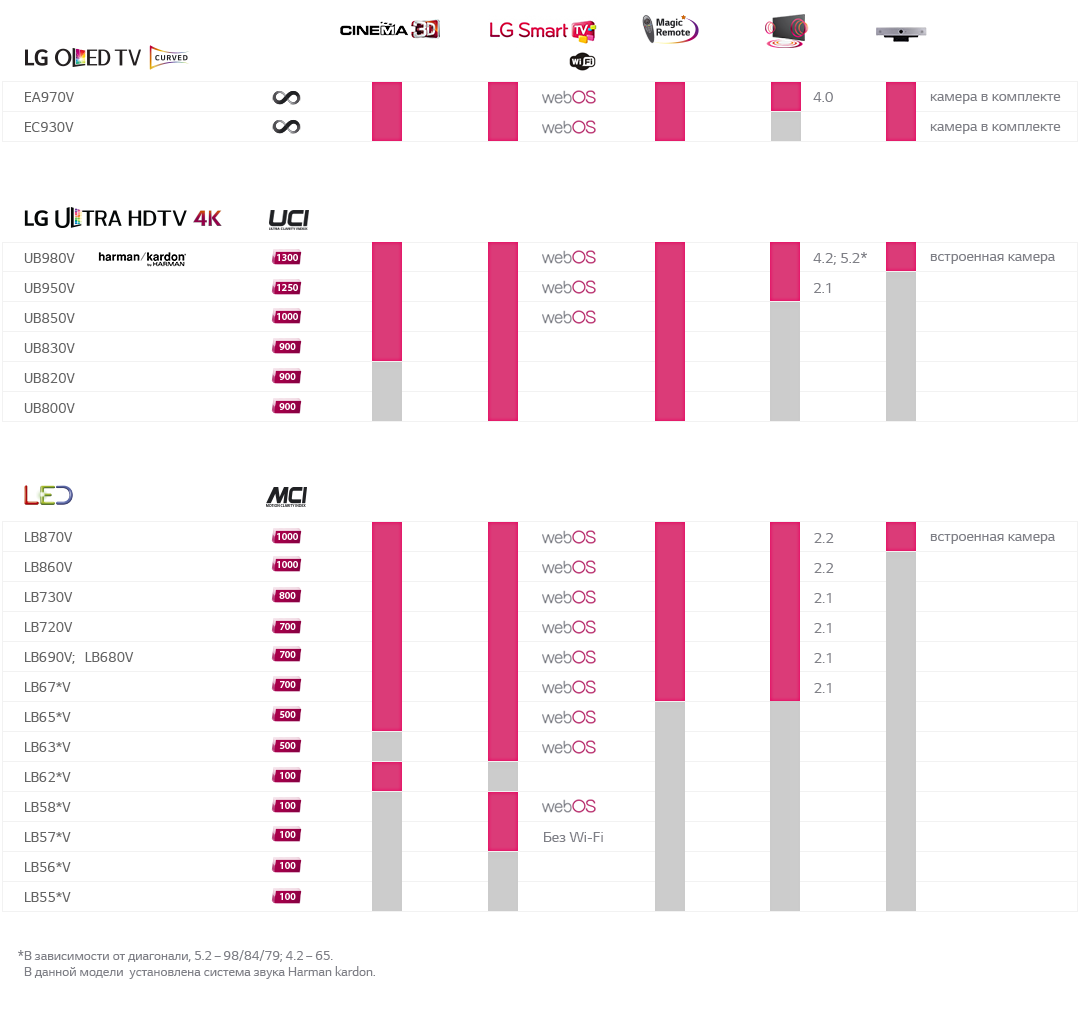 CINEMA 3D LG Smart TV Magic Remote
LG OLED TV CURVED Wi Fi
EA970V webOS 4.0 камера в комплекте
EC930V webOS камера в комплекте
LG ULTRA HDTV 4K UCI ULTRA CLARITY INDEX
UB980V harman/kardon by HARMAN 1300 webOS 4.2; 5.2* встроенная камера
UB950V 1250 webOS 2.1
UB850V 1000 webOS
UB830V 900
UB820V 900
UB800V 900
LED MCI MOTION CLARITY INDEX
LB870V 1000 webOS 2.2 встроенная камера
LB860V 1000 webOS 2.2
LB730V 800 webOS 2.1
LB720V 700 webOS 2.1
LB690V; LB680V 700 webOS 2.1
LB67*V 700 webOS 2.1
LB65*V 500 webOS
LB63*V 500 webOS
LB62*V 100
LB58*V 100 webOS
LB57*V 100 Без Wi-Fi
LB56*V 100
LB55*V 100
*В зависимости от диагонали, 5.2 – 98/84/79; 4.2 – 65.
В данной модели установлена система звука Harman kardon.